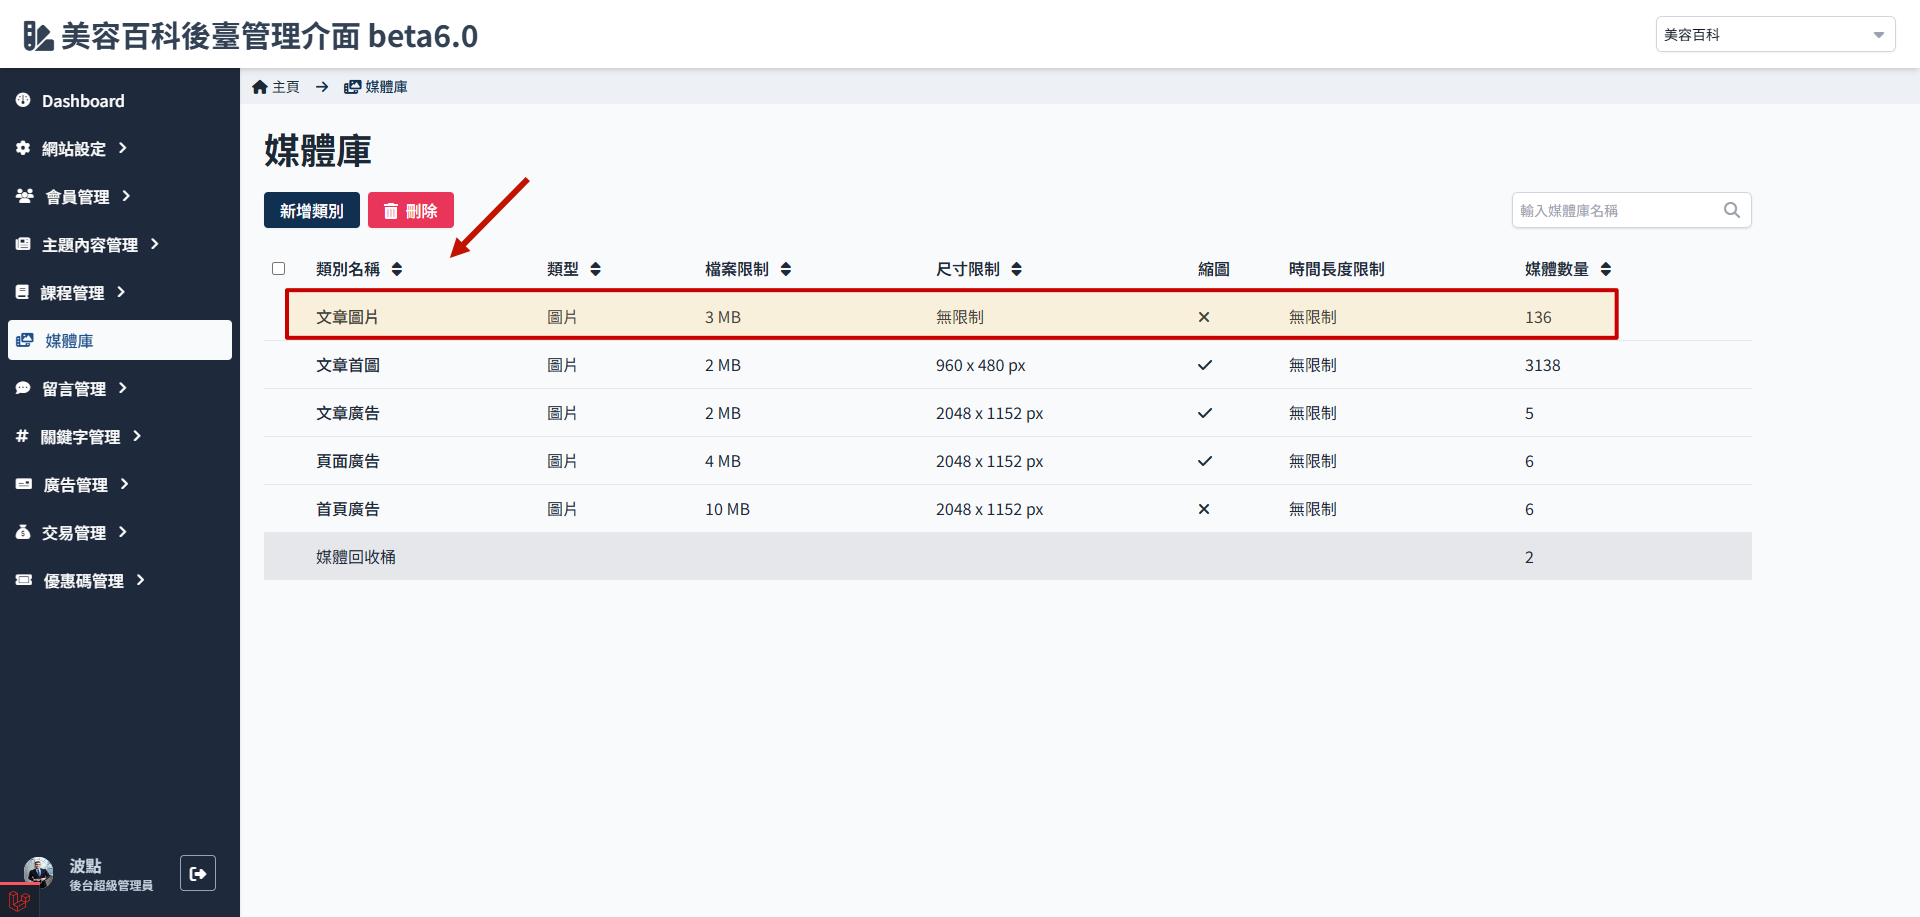 美容百科後臺管理介面 beta6.0
美容百科
Dashboard
網站設定
會員管理
主題內容管理
課程管理
媒體庫
留言管理
關鍵字管理
廣告管理
交易管理
優惠碼管理
波點
後台超級管理員
主頁 → 媒體庫
媒體庫
新增類別 刪除
輸入媒體庫名稱
類別名稱 類型 檔案限制 尺寸限制 縮圖 時間長度限制 媒體數量
文章圖片 圖片 3 MB 無限制 ✕ 無限制 136
文章首圖 圖片 2 MB 960 x 480 px ✓ 無限制 3138
文章廣告 圖片 2 MB 2048 x 1152 px ✓ 無限制 5
頁面廣告 圖片 4 MB 2048 x 1152 px ✓ 無限制 6
首頁廣告 圖片 10 MB 2048 x 1152 px ✕ 無限制 6
媒體回收桶 2